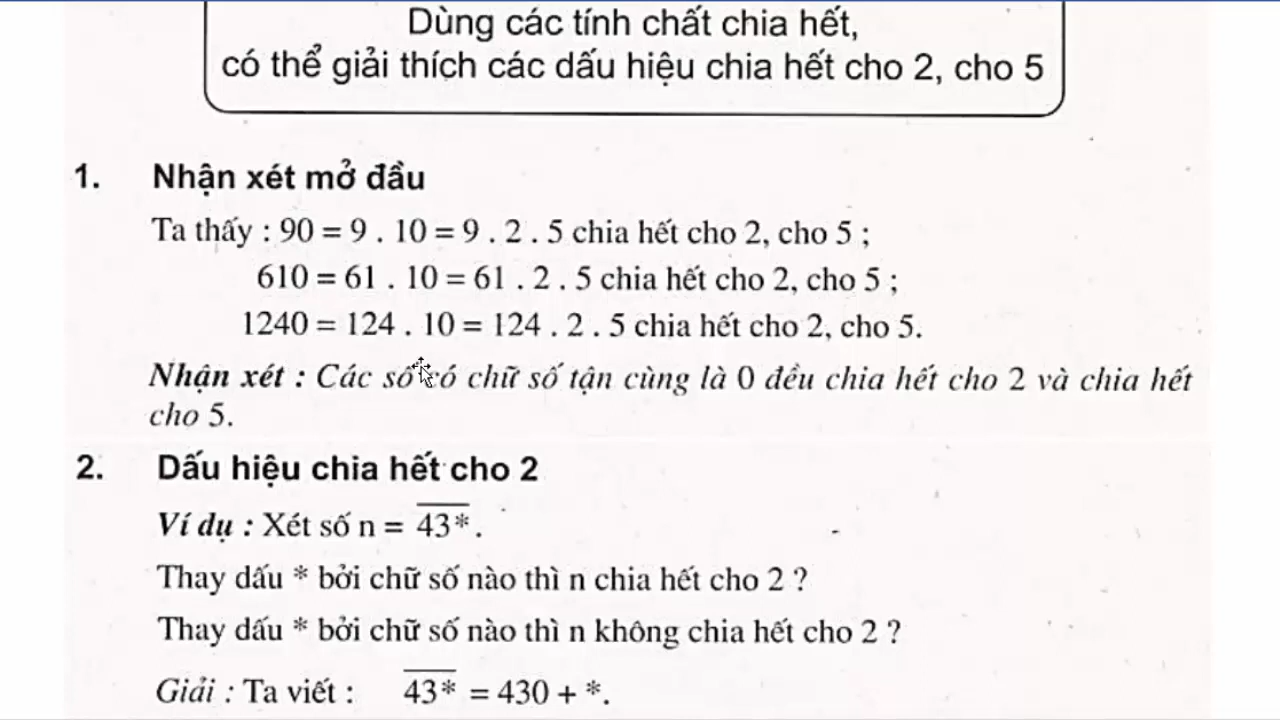 Dùng các tính chất chia hết,
có thể giải thích các dấu hiệu chia hết cho 2, cho 5
1. Nhận xét mở đầu
Ta thấy : 90 = 9 . 10 = 9 . 2 . 5 chia hết cho 2, cho 5 ;
610 = 61 . 10 = 61 . 2 . 5 chia hết cho 2, cho 5 ;
1240 = 124 . 10 = 124 . 2 . 5 chia hết cho 2, cho 5.
Nhận xét : Các số có chữ số tận cùng là 0 đều chia hết cho 2 và chia hết
cho 5.
2. Dấu hiệu chia hết cho 2
Ví dụ : Xét số n = 4̅3̅*̅.
Thay dấu * bởi chữ số nào thì n chia hết cho 2 ?
Thay dấu * bởi chữ số nào thì n không chia hết cho 2 ?
Giải : Ta viết : 4̅3̅*̅ = 430 + *.